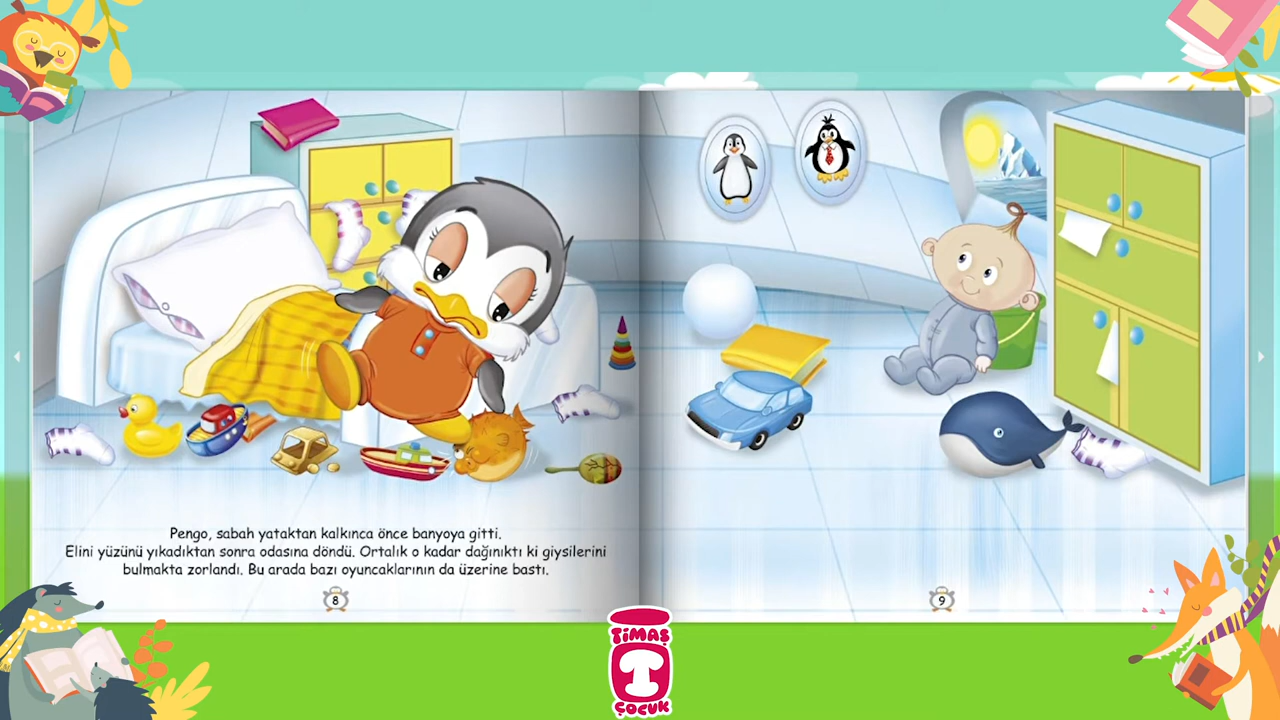 Pengo, sabah yataktan kalkınca önce banyoya gitti.
Elini yüzünü yıkadıktan sonra odasına döndü. Ortalık o kadar dağınıktı ki giysilerini
bulmakta zorlandı. Bu arada bazı oyuncaklarının da üzerine bastı.
8
9
TİMAŞ
ÇOCUK